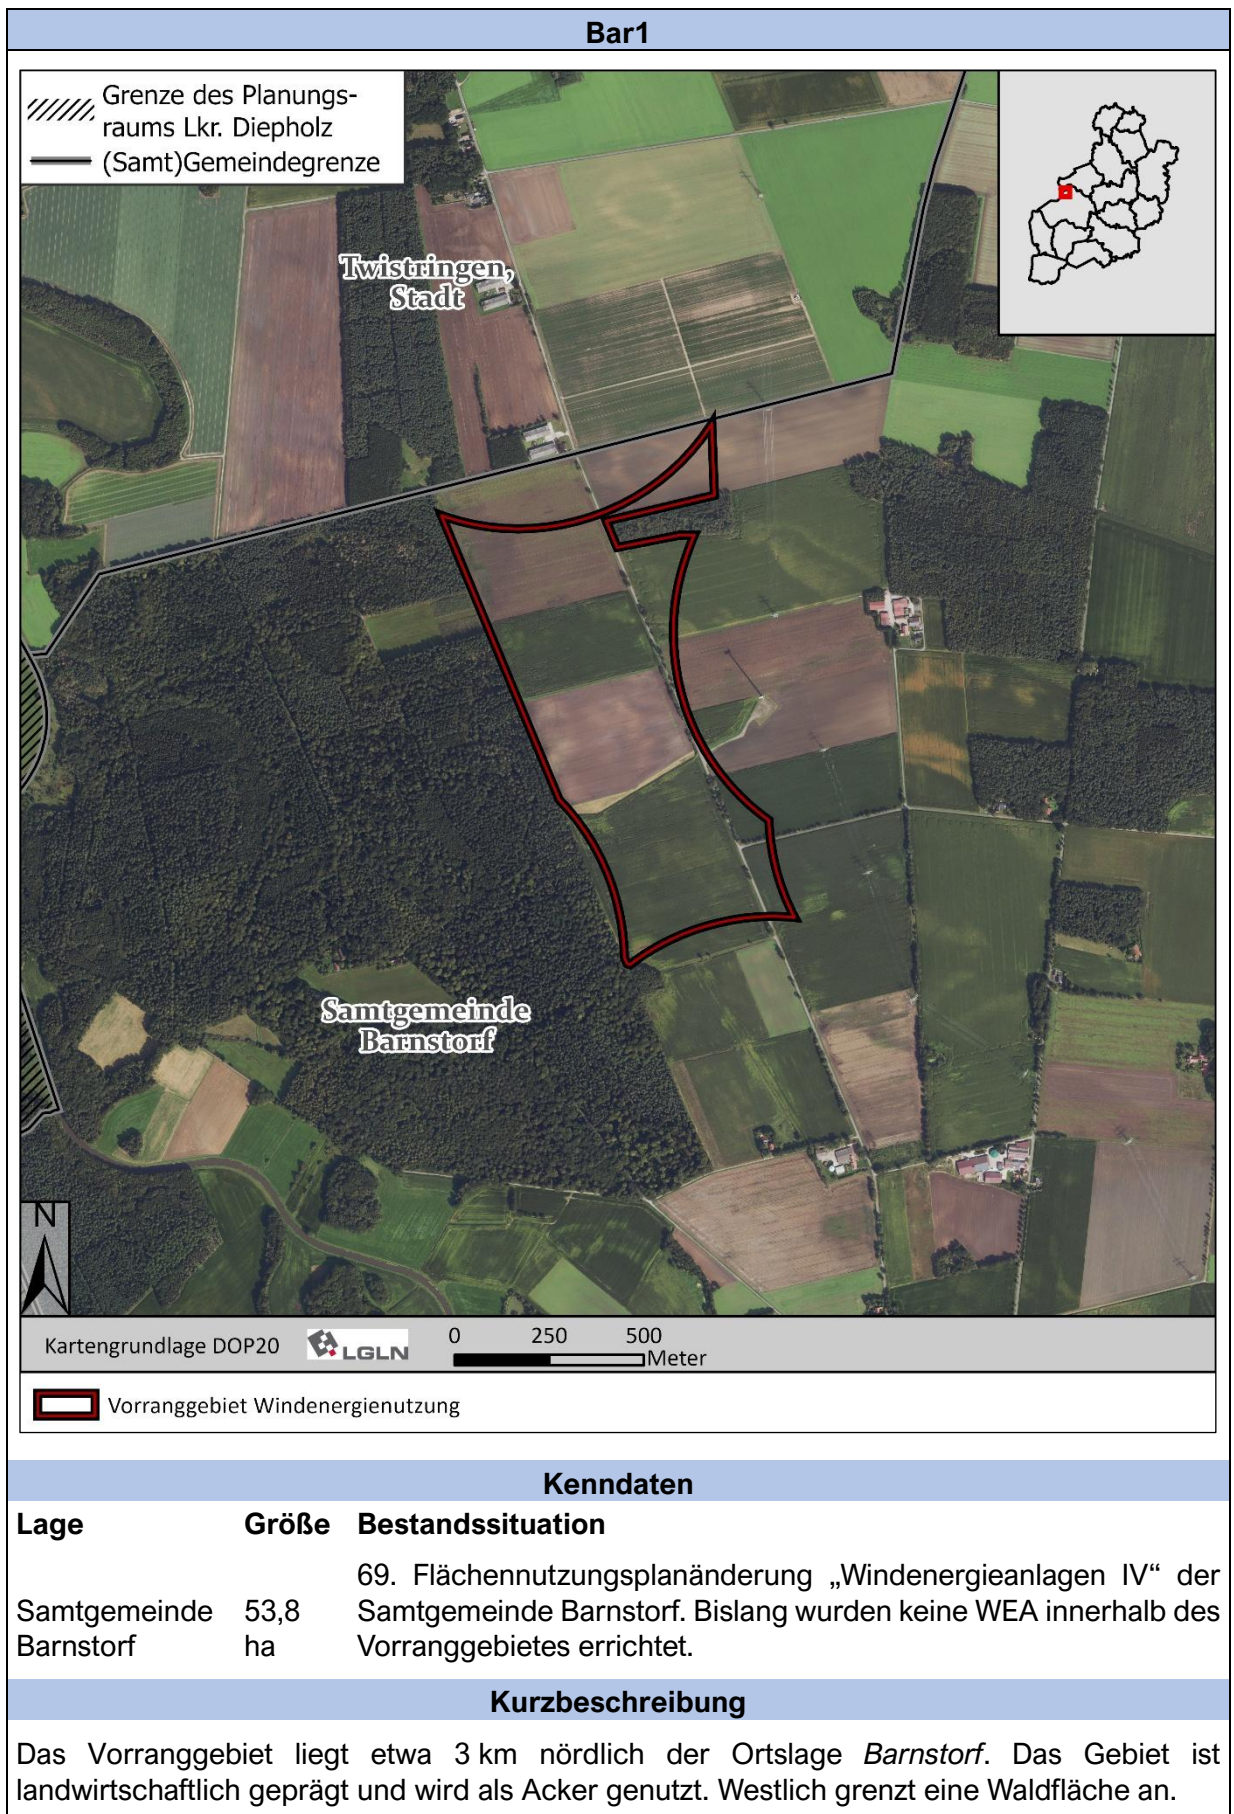 Bar1
Grenze des Planungs-
raums Lkr. Diepholz
(Samt)Gemeindegrenze
Twistringen,
Stadt
Samtgemeinde
Barnstorf
N
Kartengrundlage DOP20
LGLN
0 250 500
Meter
Vorranggebiet Windenergienutzung
Kenndaten
Lage Größe Bestandssituation
69. Flächennutzungsplanänderung „Windenergieanlagen IV“ der
Samtgemeinde 53,8 Samtgemeinde Barnstorf. Bislang wurden keine WEA innerhalb des
Barnstorf ha Vorranggebietes errichtet.
Kurzbeschreibung
Das Vorranggebiet liegt etwa 3 km nördlich der Ortslage Barnstorf. Das Gebiet ist
landwirtschaftlich geprägt und wird als Acker genutzt. Westlich grenzt eine Waldfläche an.